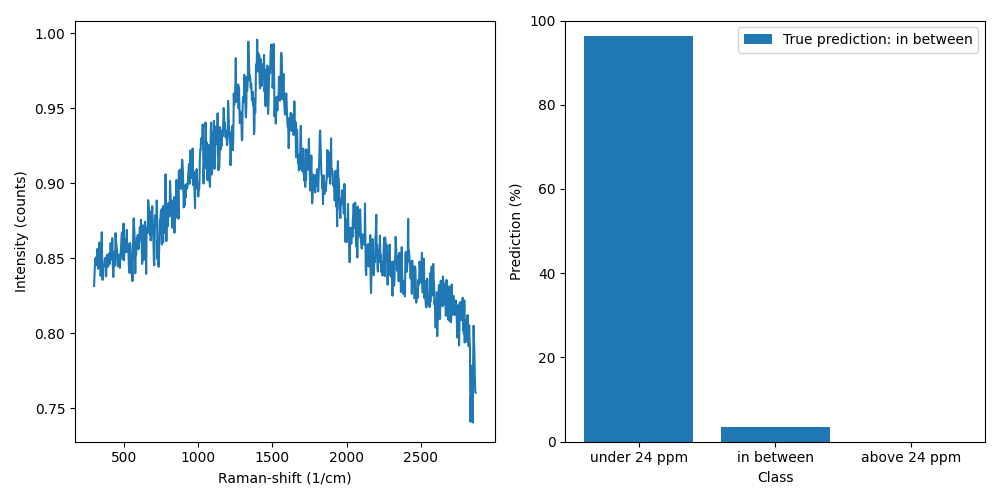 1.00
0.95
0.90
0.85
0.80
0.75
Intensity (counts)
500 1000 1500 2000 2500
Raman-shift (1/cm)
100
80
60
40
20
0
Prediction (%)
True prediction: in between
under 24 ppm in between above 24 ppm
Class